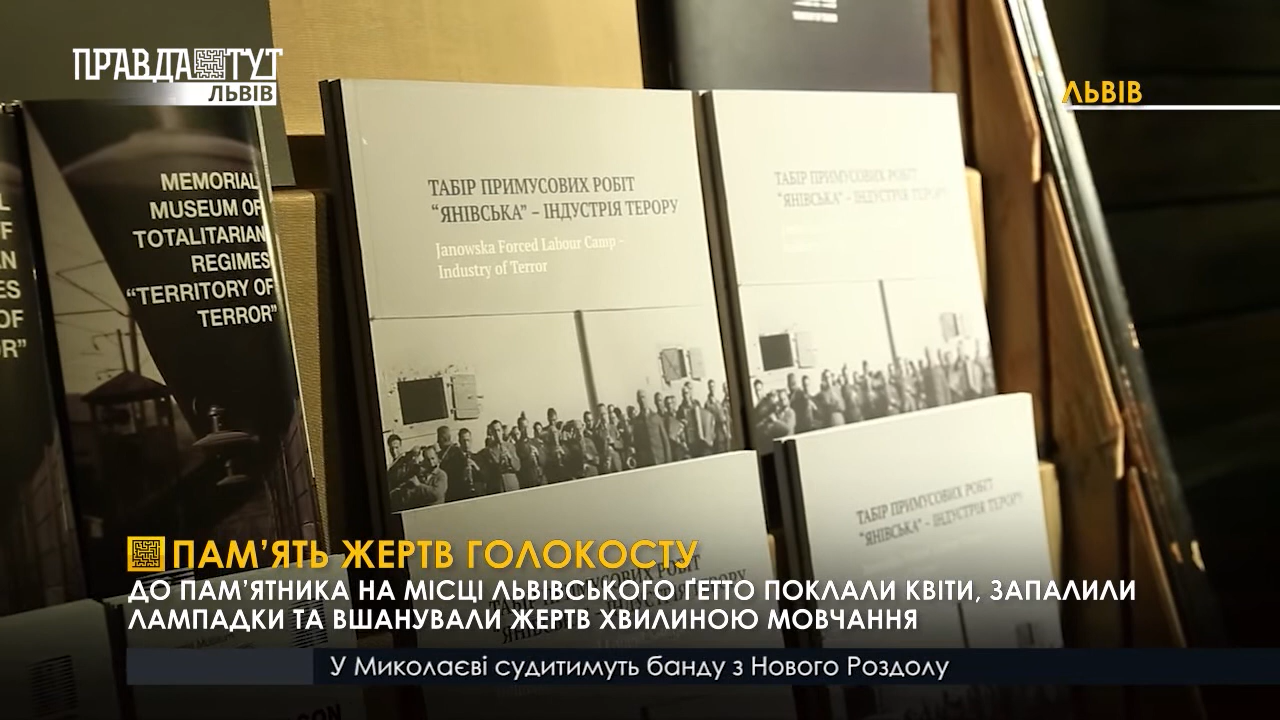 ПРАВДА ТУТ
ЛЬВІВ
ЛЬВІВ
MEMORIAL
MUSEUM OF
TOTALITARIAN
REGIMES
“TERRITORY OF
TERROR”
ТАБІР ПРИМУСОВИХ РОБІТ
“ЯНІВСЬКА” – ІНДУСТРІЯ ТЕРОРУ
Janowska Forced Labour Camp –
Industry of Terror
ТАБІР ПРИМУСОВИХ РОБІТ
“ЯНІВСЬКА” – ІНДУСТРІЯ ТЕРОРУ
ТАБІР ПРИМУСОВИХ РОБІТ
“ЯНІВСЬКА” – ІНДУСТРІЯ ТЕРОРУ
ПАМ’ЯТЬ ЖЕРТВ ГОЛОКОСТУ
ДО ПАМ’ЯТНИКА НА МІСЦІ ЛЬВІВСЬКОГО ҐЕТТО ПОКЛАЛИ КВІТИ, ЗАПАЛИЛИ
ЛАМПАДКИ ТА ВШАНУВАЛИ ЖЕРТВ ХВИЛИНОЮ МОВЧАННЯ
У Миколаєві судитимуть банду з Нового Роздолу